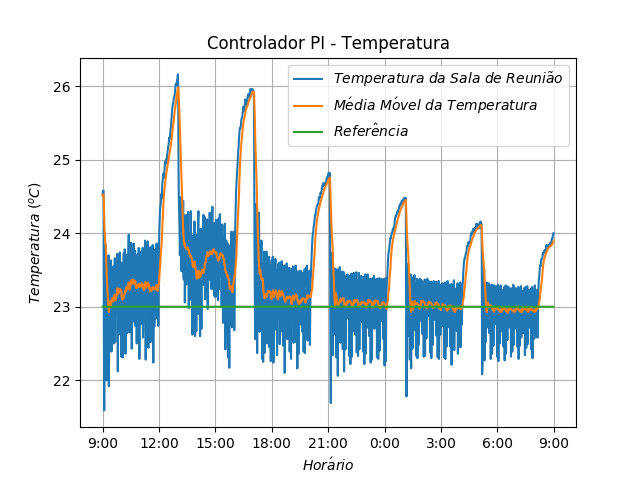 Controlador PI - Temperatura
Temperatura da Sala de Reunião
Média Móvel da Temperatura
Referência
Temperatura (°C)
26
25
24
23
22
9:00 12:00 15:00 18:00 21:00 0:00 3:00 6:00 9:00
Horário